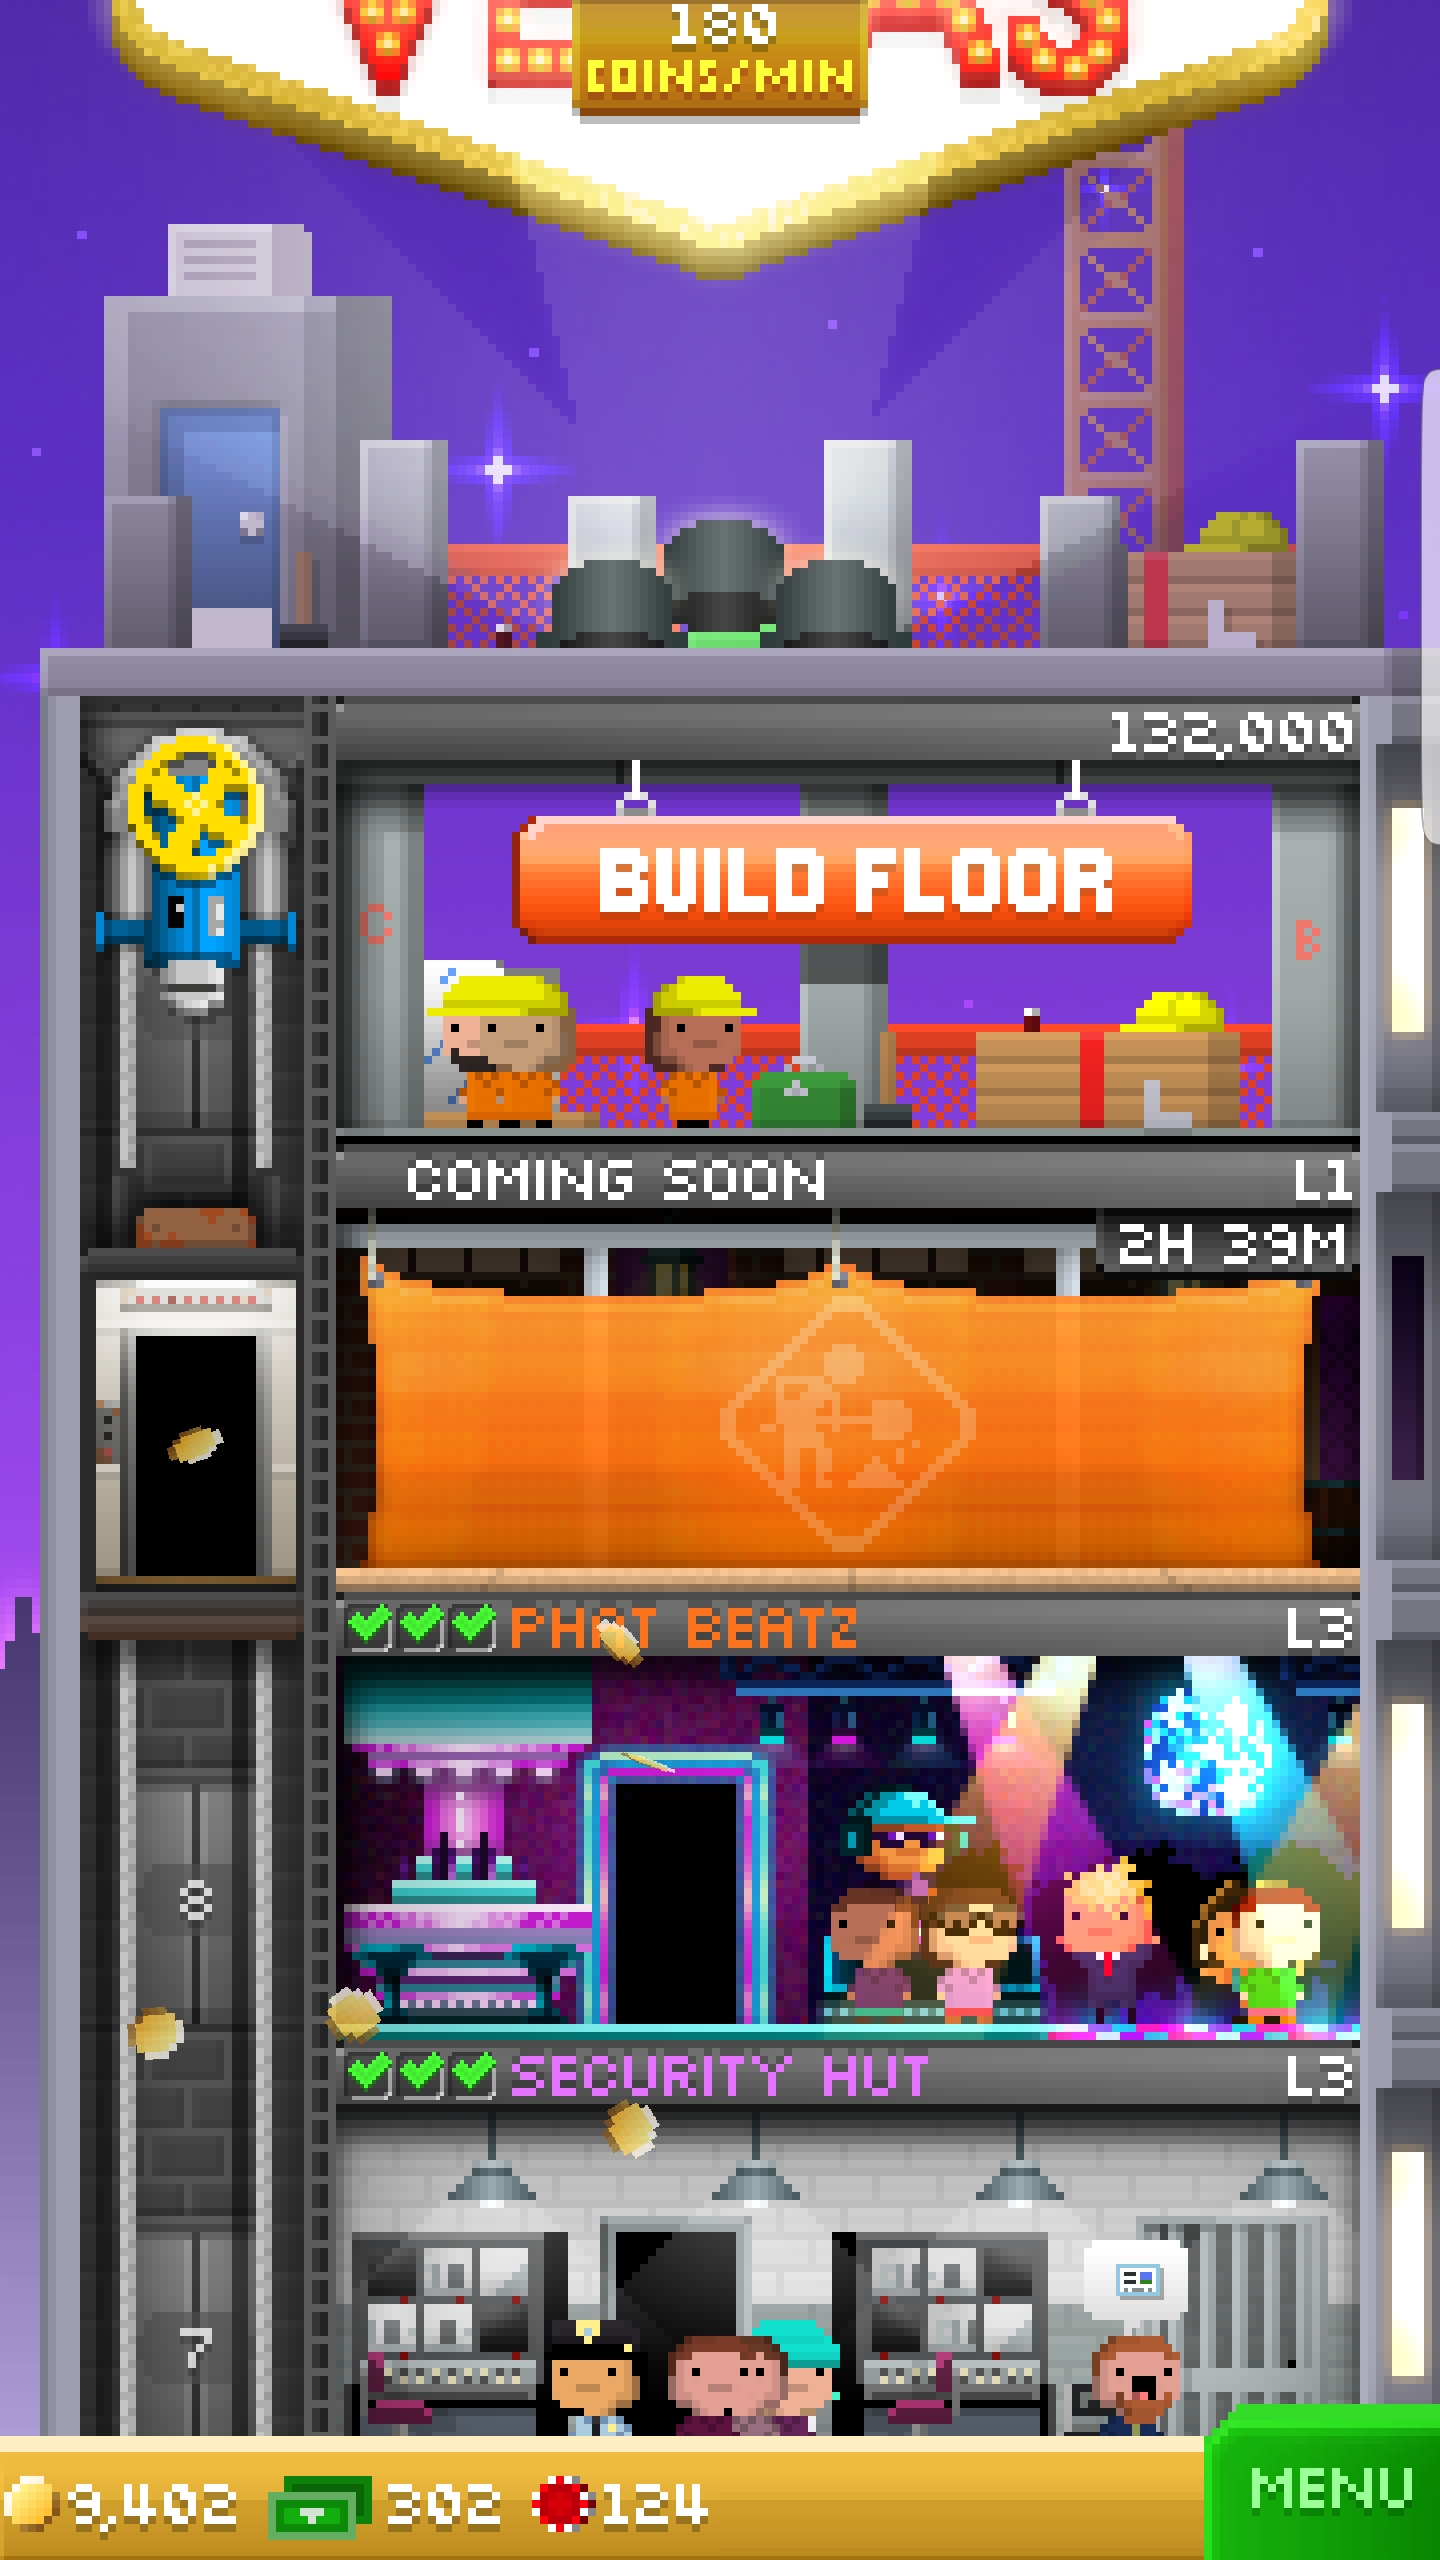 180
COINS/MIN
132,000
BUILD FLOOR
C
B
COMING SOON
L1
2H 39M
PHAT BEATZ
L3
8
SECURITY HUT
L3
7
9,402
302
124
MENU